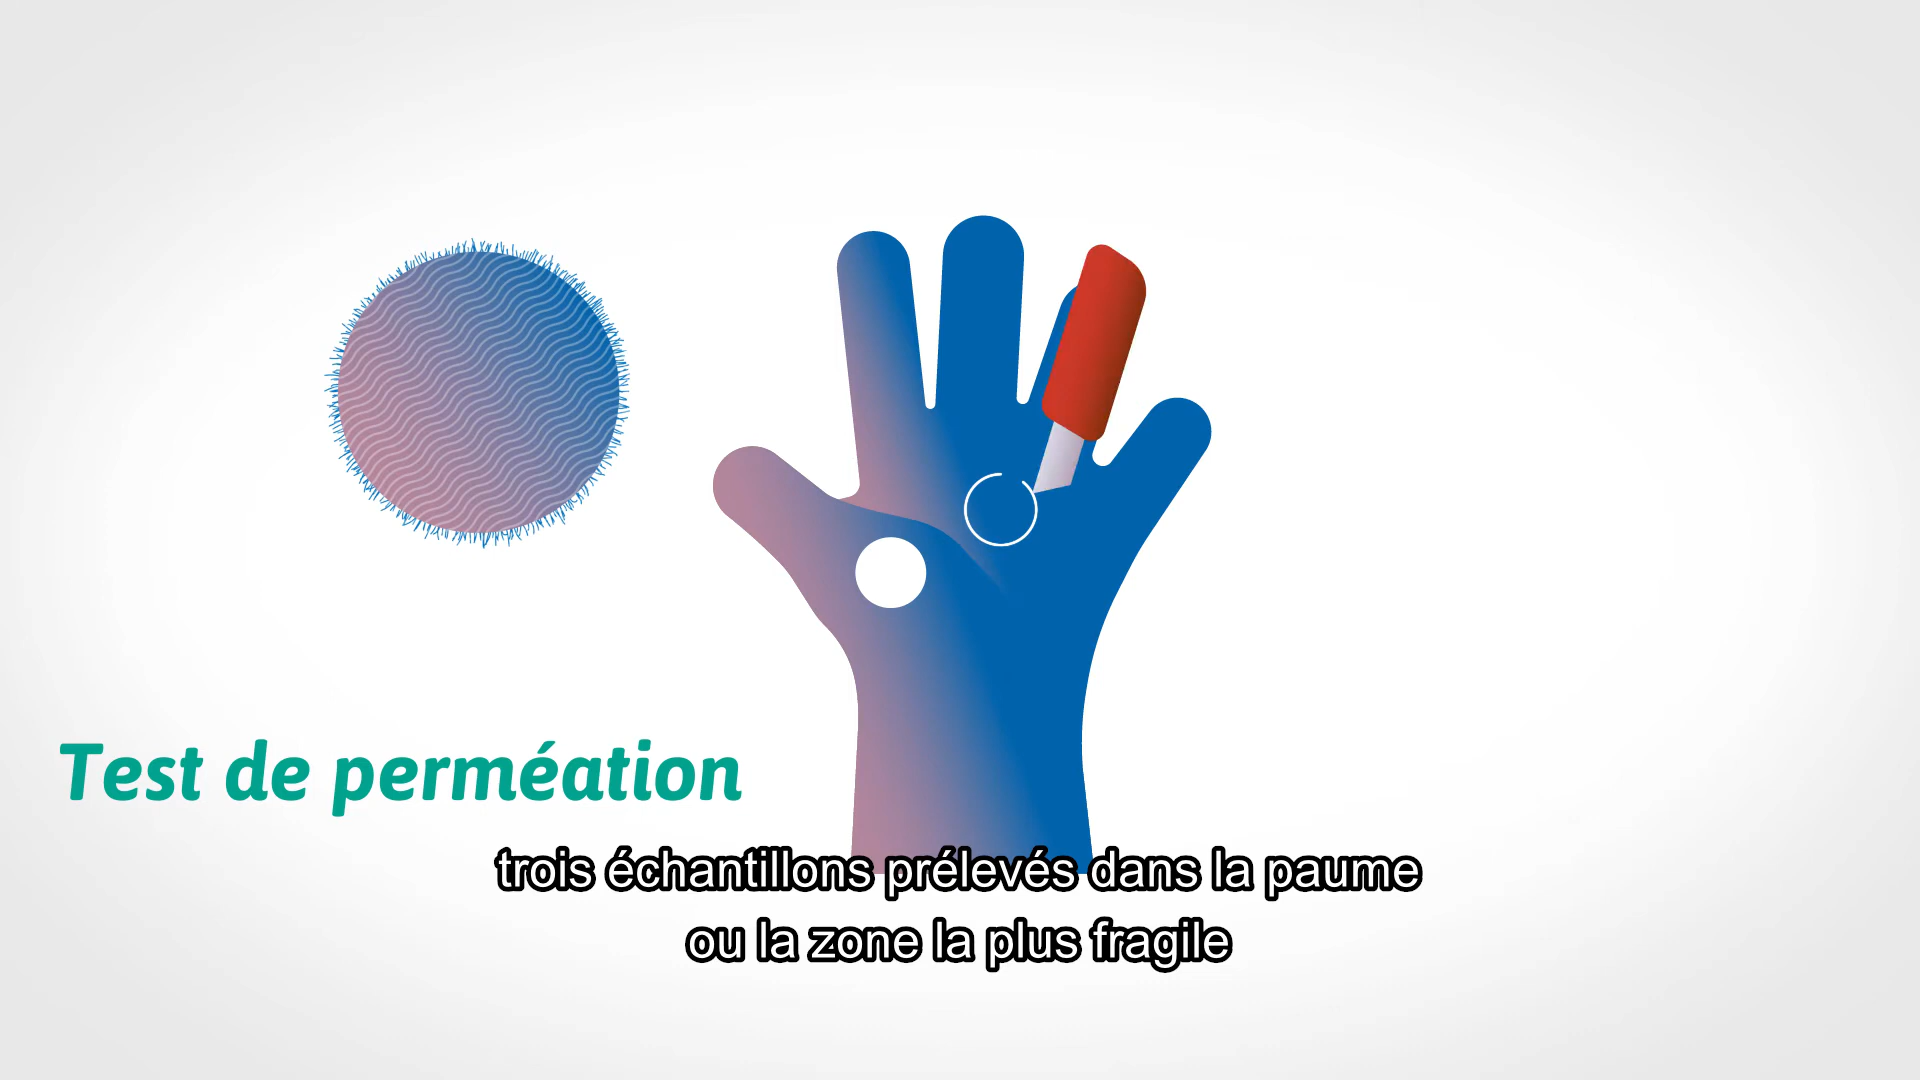 Test de perméation
trois échantillons prélevés dans la paume
ou la zone la plus fragile